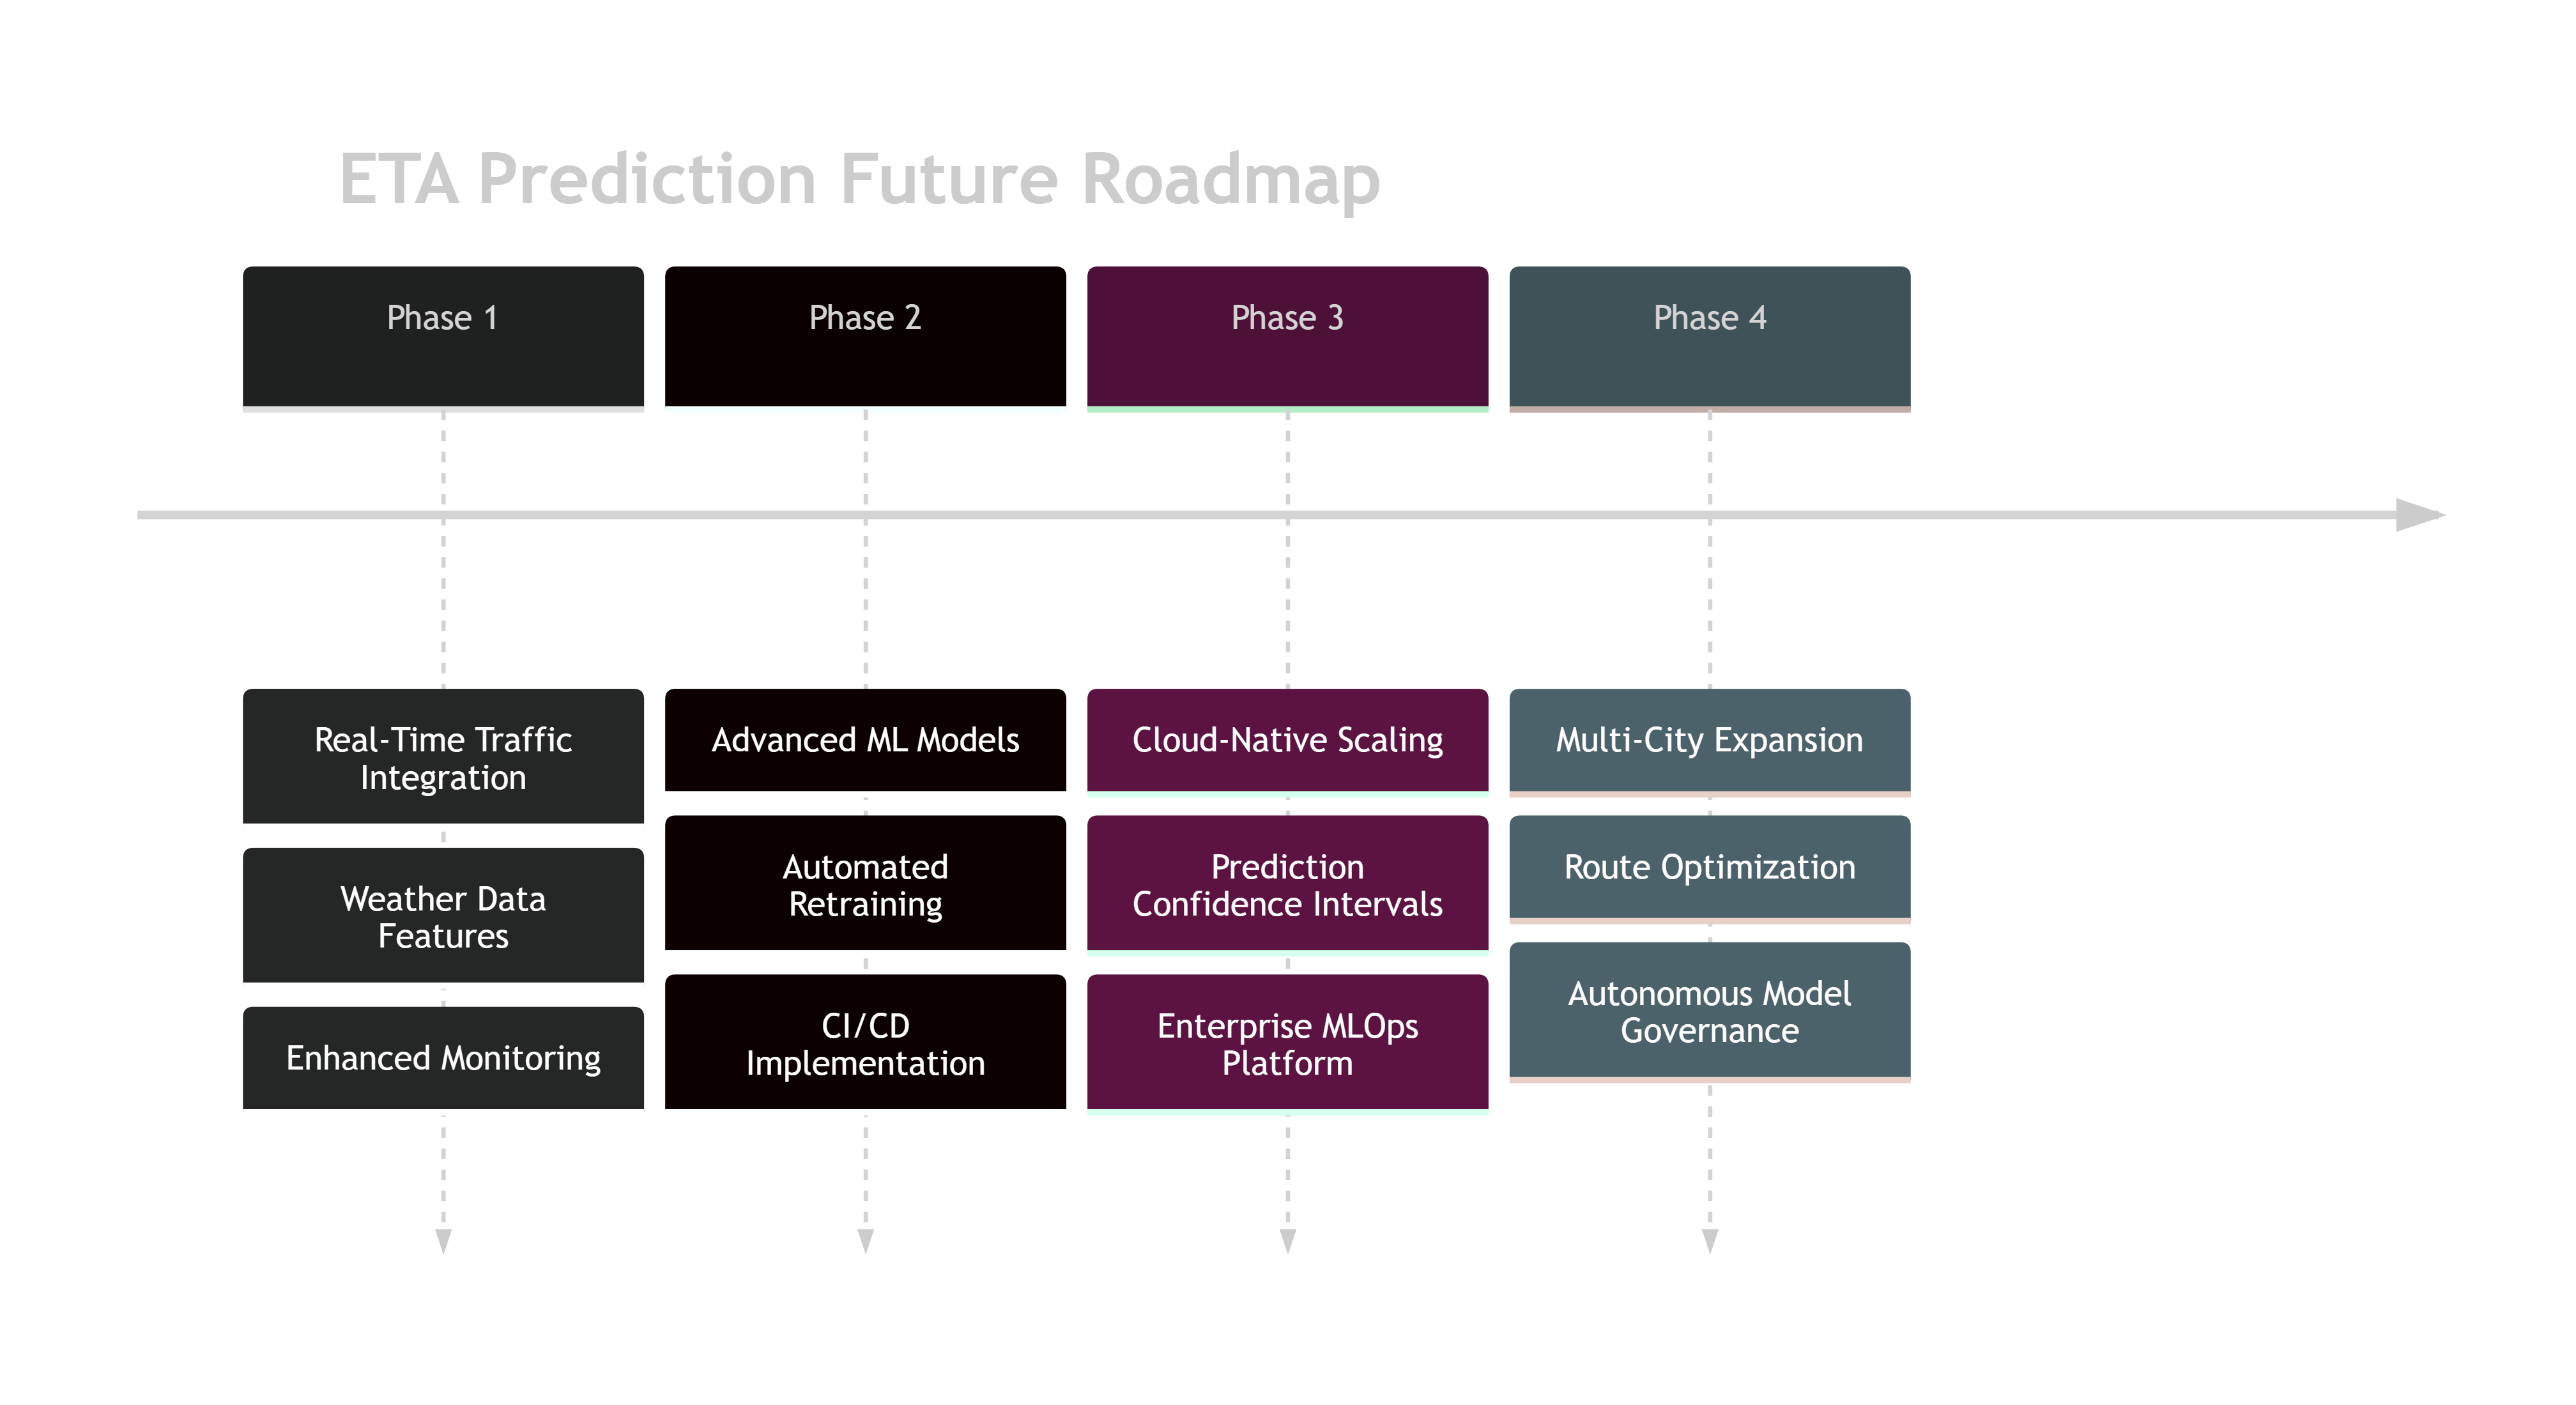 ETA Prediction Future Roadmap
Phase 1
Phase 2
Phase 3
Phase 4
Real-Time Traffic
Integration
Weather Data
Features
Enhanced Monitoring
Advanced ML Models
Automated
Retraining
CI/CD
Implementation
Cloud-Native Scaling
Prediction
Confidence Intervals
Enterprise MLOps
Platform
Multi-City Expansion
Route Optimization
Autonomous Model
Governance